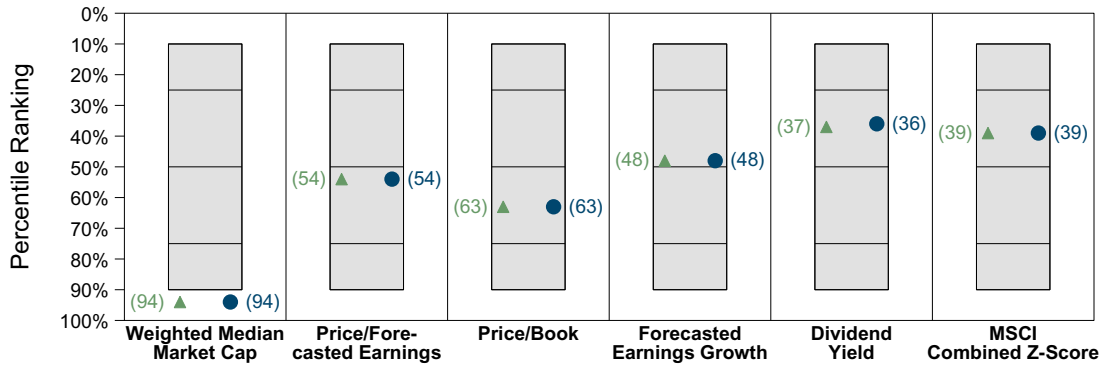 Percentile Ranking
0%
10%
20%
30%
40%
50%
60%
70%
80%
90%
100%
(94) (94)
(54) (54)
(63) (63)
(48) (48)
(37) (36)
(39) (39)
Weighted Median
Market Cap
Price/Fore-
casted Earnings
Price/Book
Forecasted
Earnings Growth
Dividend
Yield
MSCI
Combined Z-Score